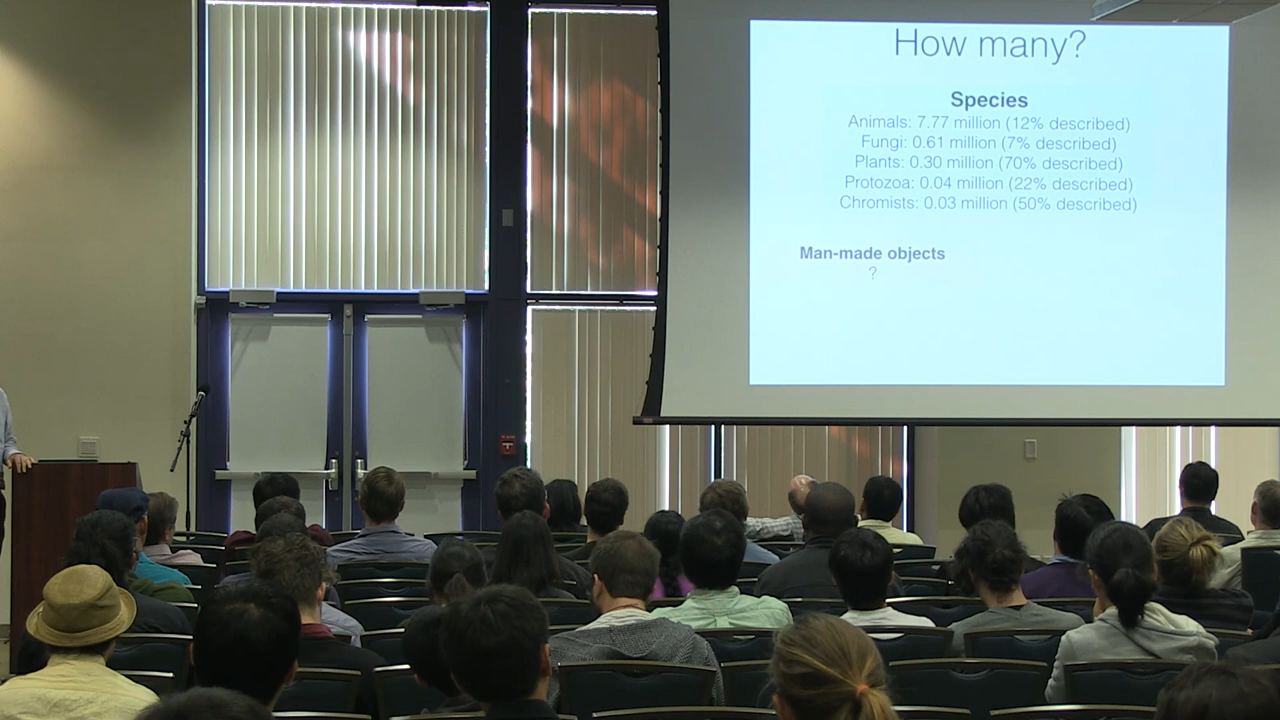 How many?
Species
Animals: 7.77 million (12% described)
Fungi: 0.61 million (7% described)
Plants: 0.30 million (70% described)
Protozoa: 0.04 million (22% described)
Chromists: 0.03 million (50% described)
Man-made objects
?